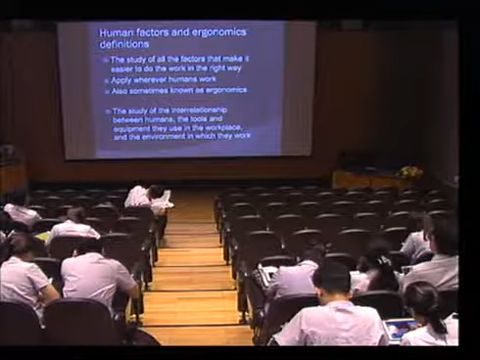 Human factors and ergonomics
definitions
The study of all the factors that make it
easier to do the work in the right way
Apply wherever humans work
Also sometimes known as ergonomics
The study of the interrelationship
between humans, the tools and
equipment they use in the workplace,
and the environment in which they work